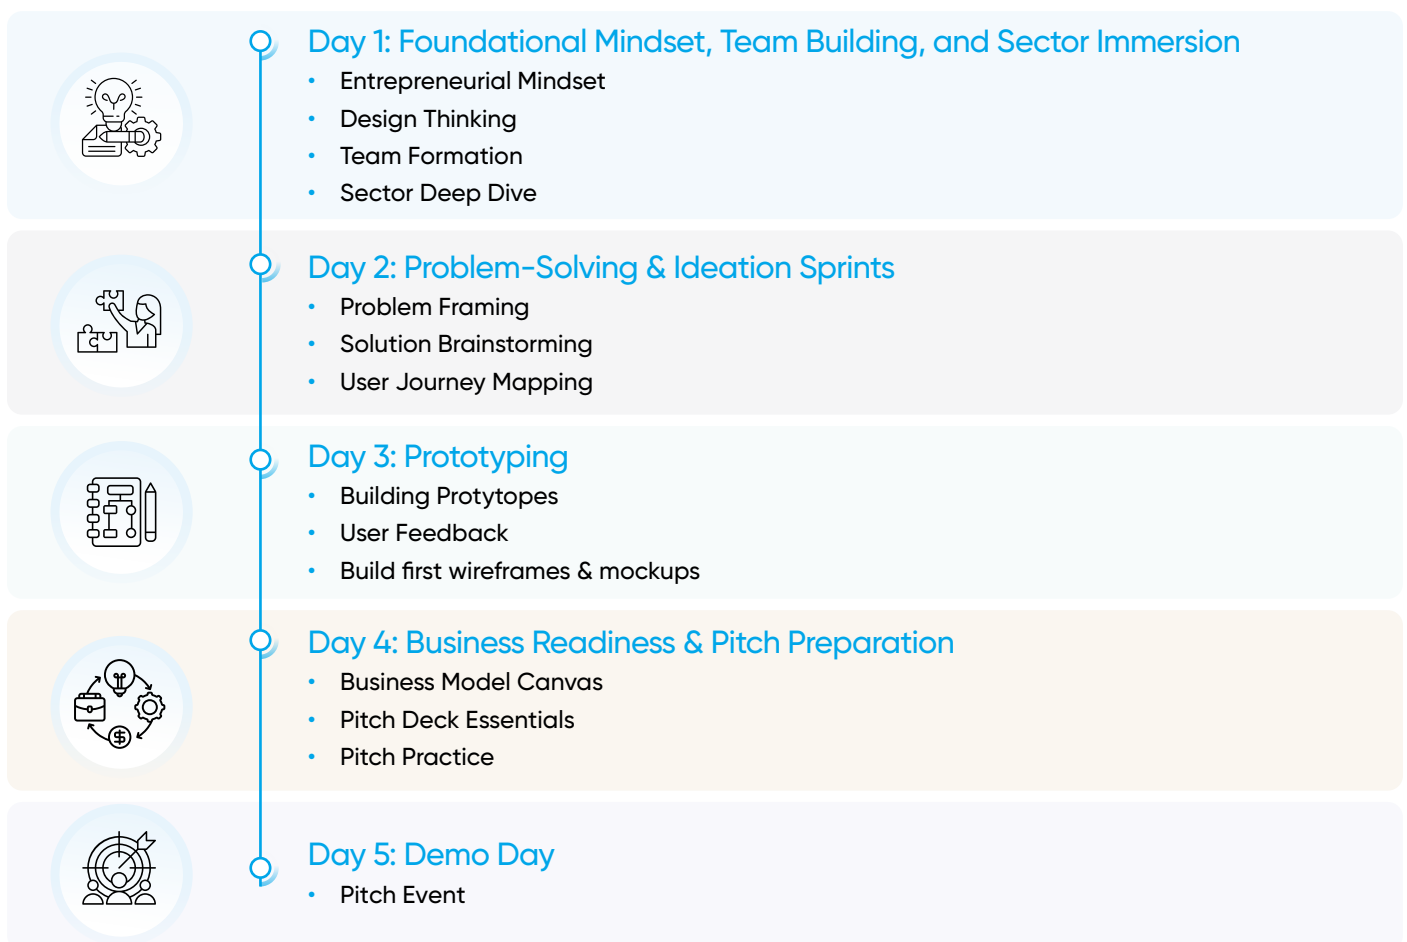 Day 1: Foundational Mindset, Team Building, and Sector Immersion
• Entrepreneurial Mindset
• Design Thinking
• Team Formation
• Sector Deep Dive
Day 2: Problem-Solving & Ideation Sprints
• Problem Framing
• Solution Brainstorming
• User Journey Mapping
Day 3: Prototyping
• Building Protytopes
• User Feedback
• Build first wireframes & mockups
Day 4: Business Readiness & Pitch Preparation
• Business Model Canvas
• Pitch Deck Essentials
• Pitch Practice
$
Day 5: Demo Day
• Pitch Event